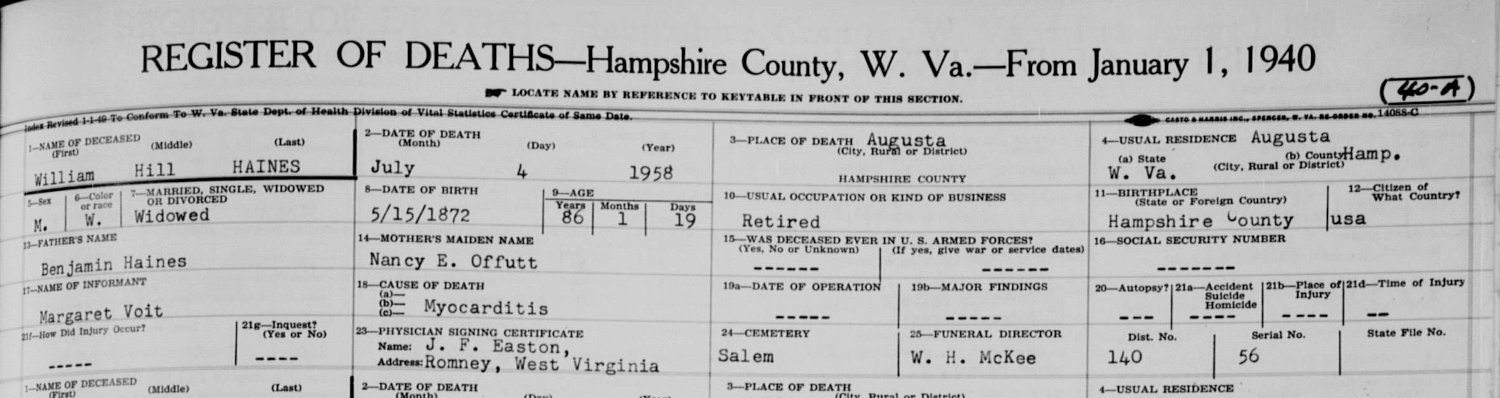 REGISTER OF DEATHS—Hampshire County, W. Va.—From January 1, 1940
LOCATE NAME BY REFERENCE TO KEYTABLE IN FRONT OF THIS SECTION.
(40-A)
Index Revised 1-1-49 To Conform To W. Va. State Dept. of Health Division of Vital Statistics Certificate of Same Date.
CASTO & HARRIS INC., SPENCER, W. VA. RE-ORDER NO. 14088-C
1—NAME OF DECEASED
(First) (Middle) (Last)
William Hill HAINES
2—DATE OF DEATH
(Month) (Day) (Year)
July 4 1958
3—PLACE OF DEATH Augusta
(City, Rural or District)
HAMPSHIRE COUNTY
4—USUAL RESIDENCE Augusta
(a) State (City, Rural or District) (b) County Hamp.
W. Va.
5—Sex
M.
6—Color or race
W.
7—MARRIED, SINGLE, WIDOWED
OR DIVORCED
Widowed
8—DATE OF BIRTH
5/15/1872
9—AGE
Years Months Days
86 1 19
10—USUAL OCCUPATION OR KIND OF BUSINESS
Retired
11—BIRTHPLACE
(State or Foreign Country)
Hampshire County
12—Citizen of
What Country?
usa
13—FATHER'S NAME
Benjamin Haines
14—MOTHER'S MAIDEN NAME
Nancy E. Offutt
15—WAS DECEASED EVER IN U. S. ARMED FORCES?
(Yes, No or Unknown) (If yes, give war or service dates)
------ ------
16—SOCIAL SECURITY NUMBER
-------
17—NAME OF INFORMANT
Margaret Voit
18—CAUSE OF DEATH
(a)—
(b)— Myocarditis
(c)—
19a—DATE OF OPERATION
-----
19b—MAJOR FINDINGS
-----
20—Autopsy?
---
21a—Accident
Suicide
Homicide
----
21b—Place of
Injury
----
21d—Time of Injury
--
21f—How Did Injury Occur?
-----
21g—Inquest?
(Yes or No)
----
23—PHYSICIAN SIGNING CERTIFICATE
Name: J. F. Easton,
Address: Romney, West Virginia
24—CEMETERY
Salem
25—FUNERAL DIRECTOR
W. H. McKee
Dist. No.
140
Serial No.
56
State File No.
1—NAME OF DECEASED
(First) (Middle) (Last)
2—DATE OF DEATH
(Month) (Day) (Year)
3—PLACE OF DEATH
(City, Rural or District)
4—USUAL RESIDENCE